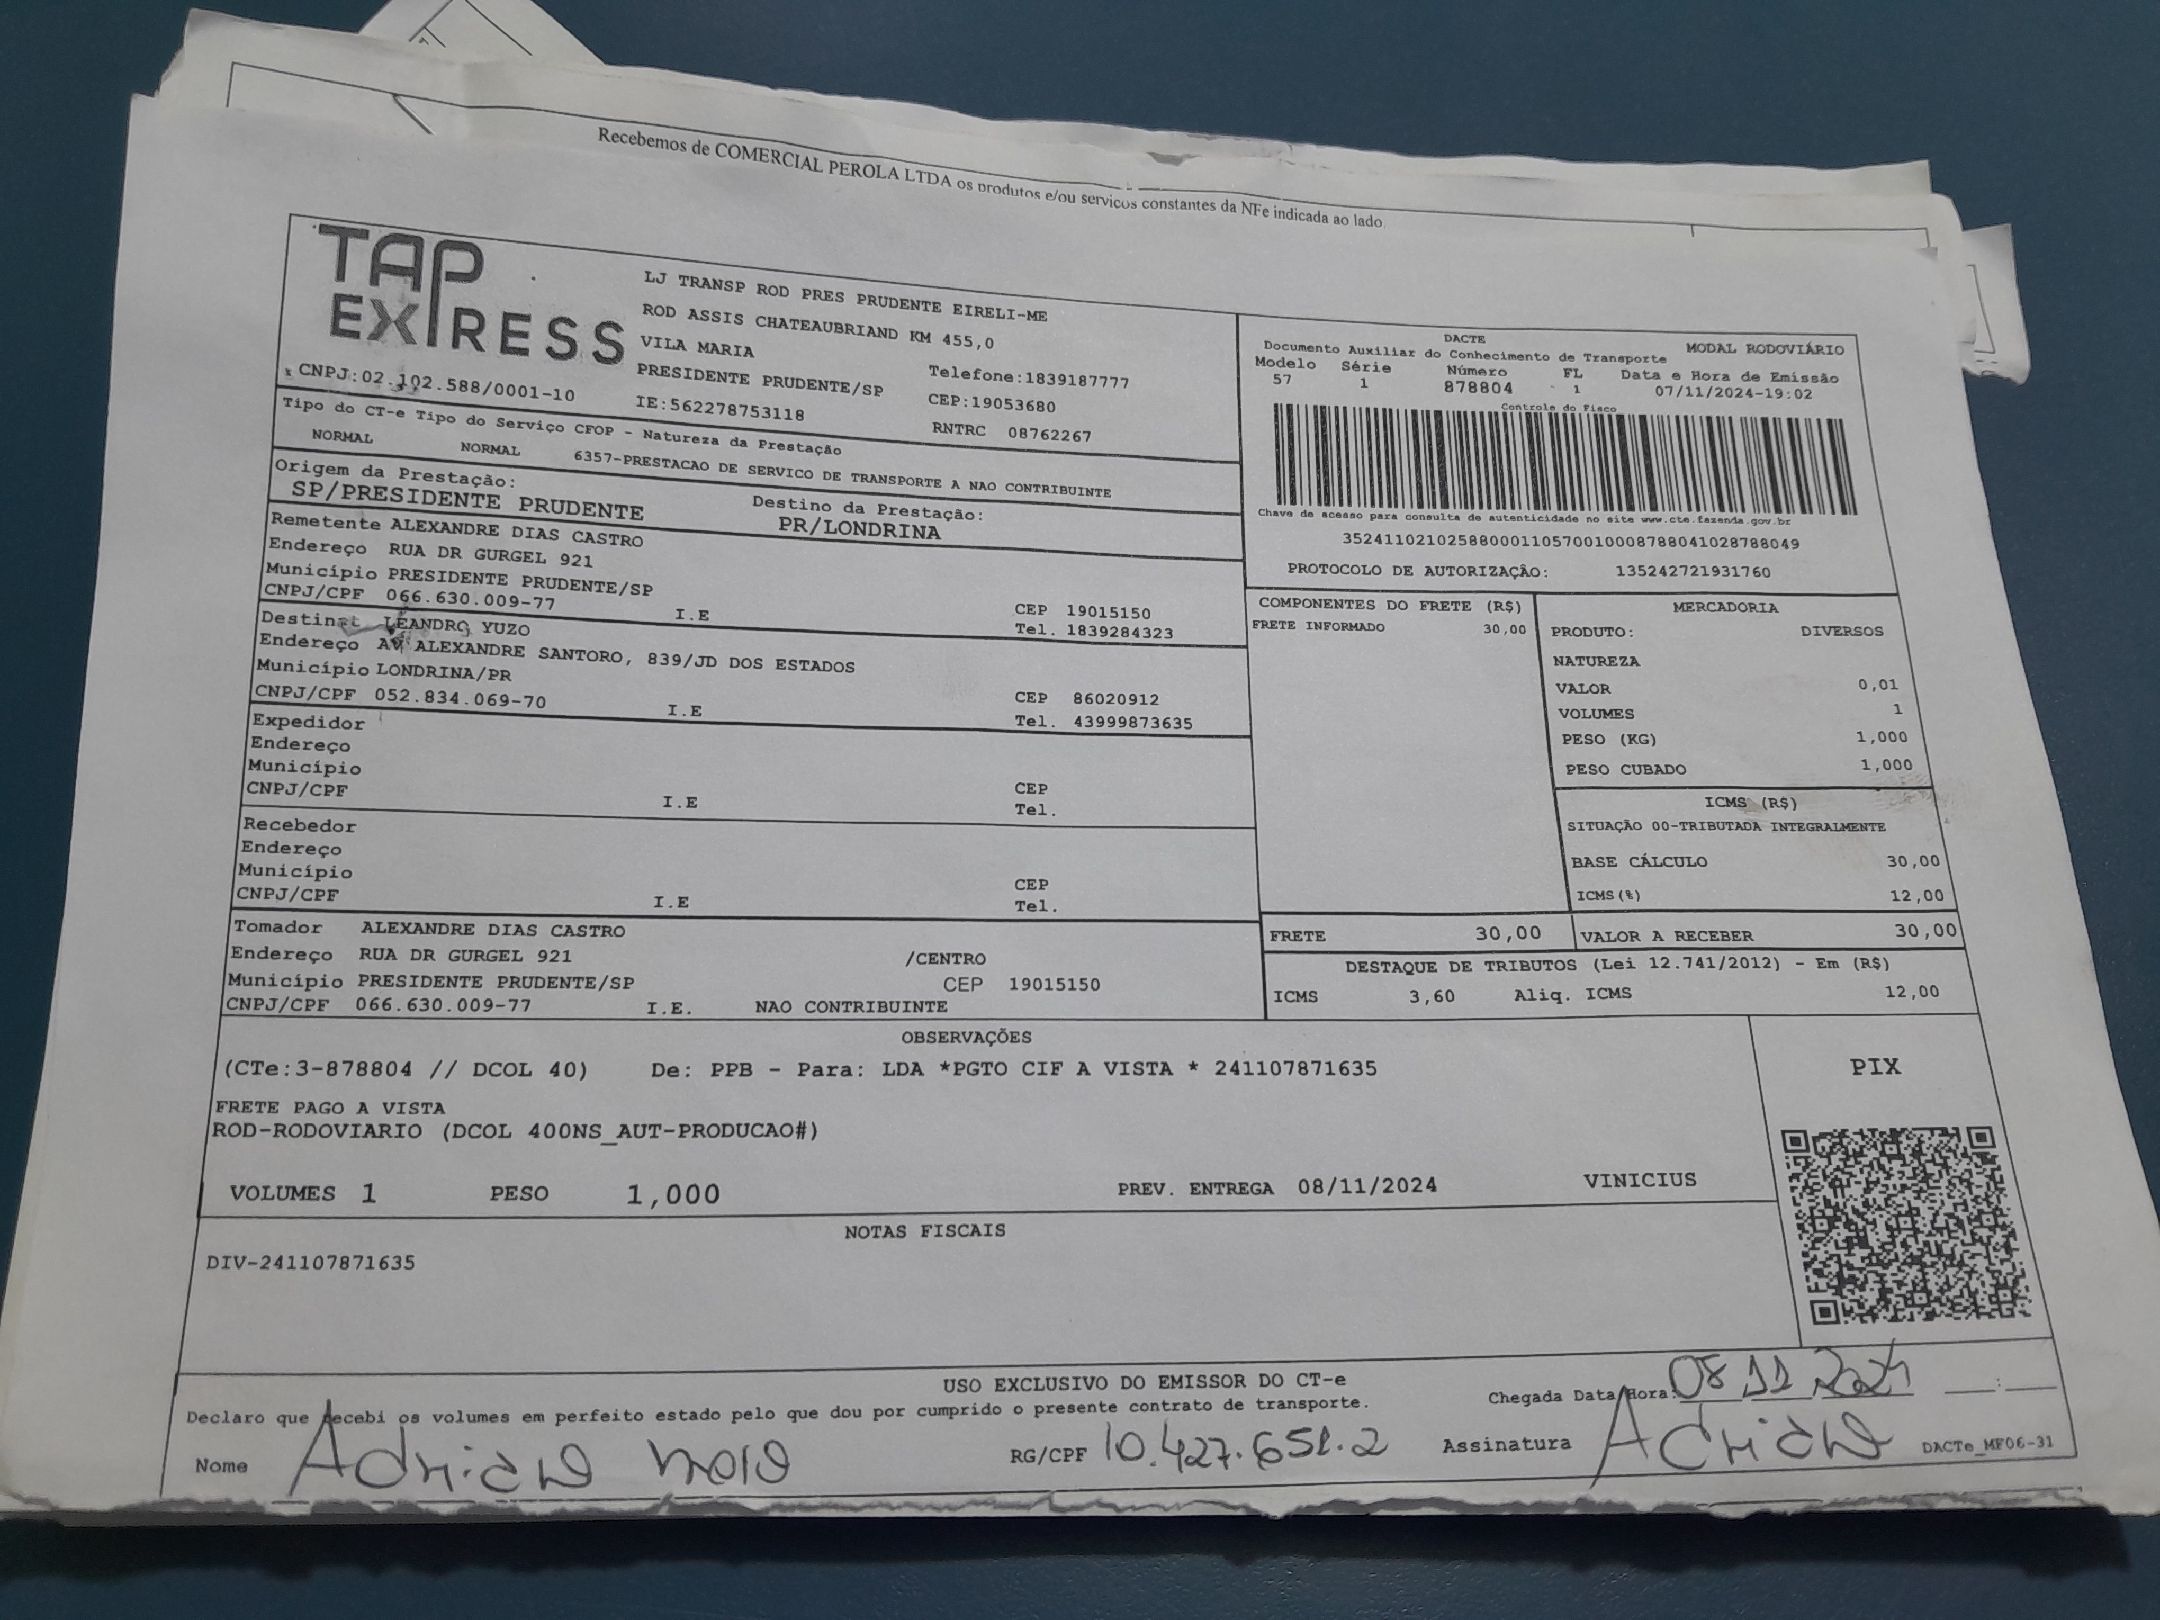 Recebemos de COMERCIAL PEROLA LTDA os produtos e/ou serviços constantes da NFe indicada ao lado.
TAP
EXPRESS
CNPJ:02.102.588/0001-10
LJ TRANSP ROD PRES PRUDENTE EIRELI-ME
ROD ASSIS CHATEAUBRIAND KM 455,0
VILA MARIA
PRESIDENTE PRUDENTE/SP
IE:562278753118
Telefone:1839187777
CEP:19053680
RNTRC 08762267
DACTE
MODAL RODOVIÁRIO
Documento Auxiliar do Conhecimento de Transporte
Modelo Série Número FL Data e Hora de Emissão
57 1 878804 1 07/11/2024-19:02
Controle do Fisco
Chave de acesso para consulta de autenticidade no site www.cte.fazenda.gov.br
35241102102588000110570010008788041028788049
PROTOCOLO DE AUTORIZAÇÂO: 135242721931760
Tipo do CT-e Tipo do Serviço CFOP - Natureza da Prestação
NORMAL NORMAL 6357-PRESTACAO DE SERVICO DE TRANSPORTE A NAO CONTRIBUINTE
Origem da Prestação: Destino da Prestação:
SP/PRESIDENTE PRUDENTE PR/LONDRINA
Remetente ALEXANDRE DIAS CASTRO
Endereço RUA DR GURGEL 921
Município PRESIDENTE PRUDENTE/SP CEP 19015150
CNPJ/CPF 066.630.009-77 I.E Tel. 1839284323
Destinat LEANDRO YUZO
Endereço AV ALEXANDRE SANTORO, 839/JD DOS ESTADOS
Município LONDRINA/PR CEP 86020912
CNPJ/CPF 052.834.069-70 I.E Tel. 43999873635
Expedidor
Endereço
Município CEP
CNPJ/CPF I.E Tel.
Recebedor
Endereço
Município CEP
CNPJ/CPF I.E Tel.
Tomador ALEXANDRE DIAS CASTRO
Endereço RUA DR GURGEL 921 /CENTRO
Município PRESIDENTE PRUDENTE/SP CEP 19015150
CNPJ/CPF 066.630.009-77 I.E. NAO CONTRIBUINTE
COMPONENTES DO FRETE (R$)
FRETE INFORMADO 30,00
MERCADORIA
PRODUTO: DIVERSOS
NATUREZA
VALOR 0,01
VOLUMES 1
PESO (KG) 1,000
PESO CUBADO 1,000
ICMS (R$)
SITUAÇÃO 00-TRIBUTADA INTEGRALMENTE
BASE CÁLCULO 30,00
ICMS(%) 12,00
FRETE 30,00 VALOR A RECEBER 30,00
DESTAQUE DE TRIBUTOS (Lei 12.741/2012) - Em (R$)
ICMS 3,60 Aliq. ICMS 12,00
OBSERVAÇÕES
(CTe:3-878804 // DCOL 40) De: PPB - Para: LDA *PGTO CIF A VISTA * 241107871635
FRETE PAGO A VISTA
ROD-RODOVIARIO (DCOL 400NS_AUT-PRODUCAO#)
VOLUMES 1 PESO 1,000 PREV. ENTREGA 08/11/2024 VINICIUS
PIX
NOTAS FISCAIS
DIV-241107871635
USO EXCLUSIVO DO EMISSOR DO CT-e
Declaro que recebi os volumes em perfeito estado pelo que dou por cumprido o presente contrato de transporte.
Chegada Data/Hora: 08 11 2024 __:__
Nome Adriano RG/CPF 10.427.651.2 Assinatura Adriano DACTe_MF06-31